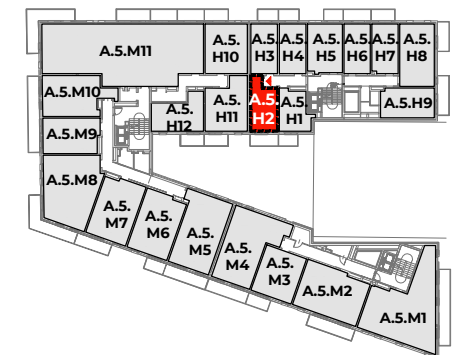 A.5.M11
A.5.
H10
A.5.
H3
A.5.
H4
A.5.
H5
A.5.
H6
A.5.
H7
A.5.
H8
A.5.M10
A.5.
H12
A.5.
H11
A.5.
H2
A.5.
H1
A.5.H9
A.5.M9
A.5.M8
A.5.
M7
A.5.
M6
A.5.
M5
A.5.
M4
A.5.
M3
A.5.M2
A.5.M1